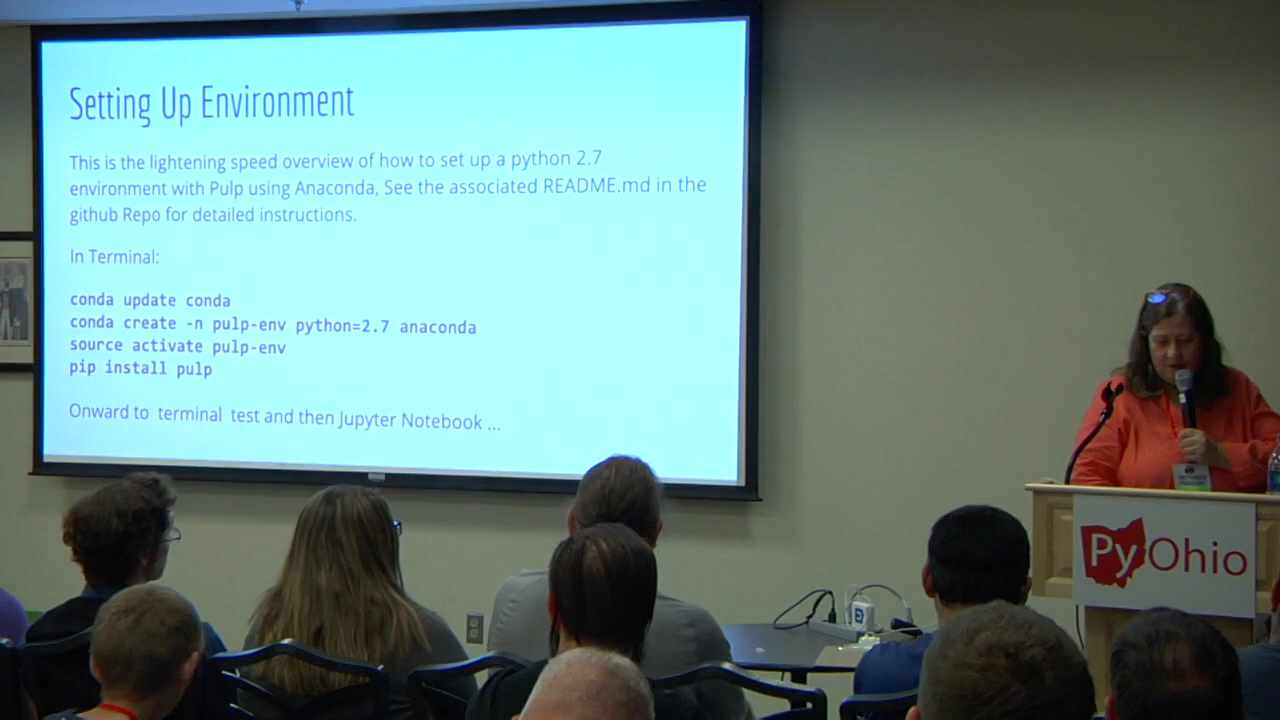 Setting Up Environment
This is the lightening speed overview of how to set up a python 2.7
environment with Pulp using Anaconda, See the associated README.md in the
github Repo for detailed instructions.
In Terminal:
conda update conda
conda create -n pulp-env python=2.7 anaconda
source activate pulp-env
pip install pulp
Onward to terminal test and then Jupyter Notebook ...
PyOhio